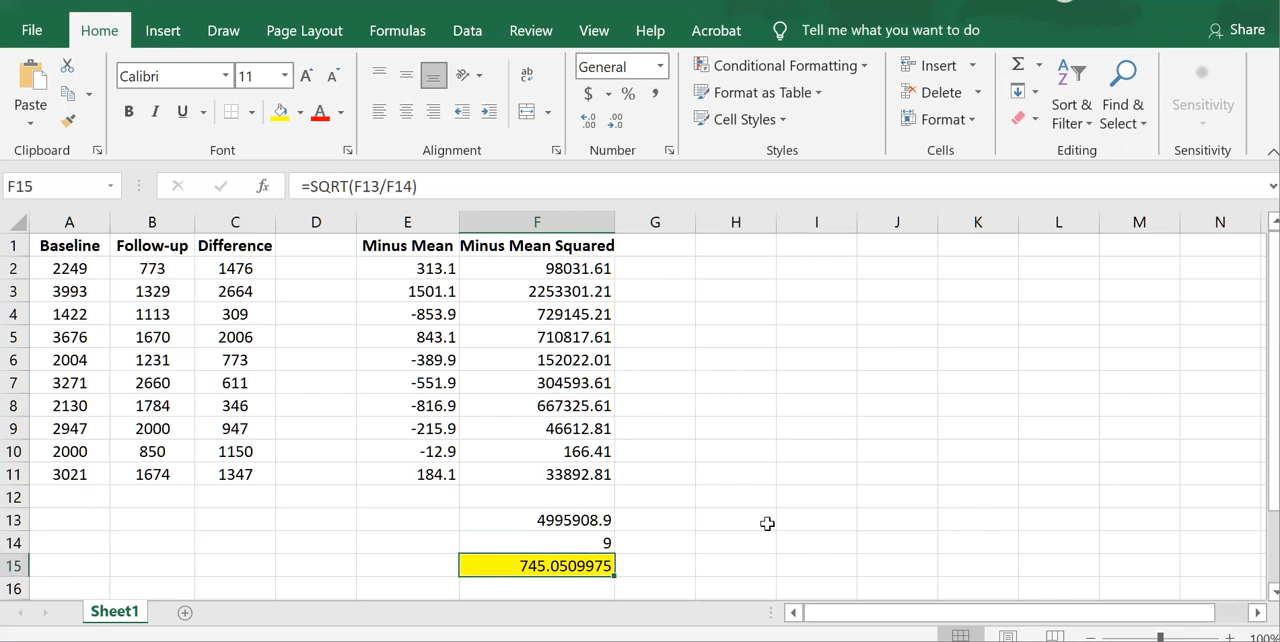 File Home Insert Draw Page Layout Formulas Data Review View Help Acrobat Tell me what you want to do Share
Paste
Calibri 11
B I U
ab
General
$ % ,
Conditional Formatting
Format as Table
Cell Styles
Insert
Delete
Format
Sort & Filter
Find & Select
Sensitivity
Clipboard Font Alignment Number Styles Cells Editing Sensitivity
F15 fx =SQRT(F13/F14)
A B C D E F G H I J K L M N
1 Baseline Follow-up Difference Minus Mean Minus Mean Squared
2 2249 773 1476 313.1 98031.61
3 3993 1329 2664 1501.1 2253301.21
4 1422 1113 309 -853.9 729145.21
5 3676 1670 2006 843.1 710817.61
6 2004 1231 773 -389.9 152022.01
7 3271 2660 611 -551.9 304593.61
8 2130 1784 346 -816.9 667325.61
9 2947 2000 947 -215.9 46612.81
10 2000 850 1150 -12.9 166.41
11 3021 1674 1347 184.1 33892.81
12
13 4995908.9
14 9
15 745.0509975
16
Sheet1
100%